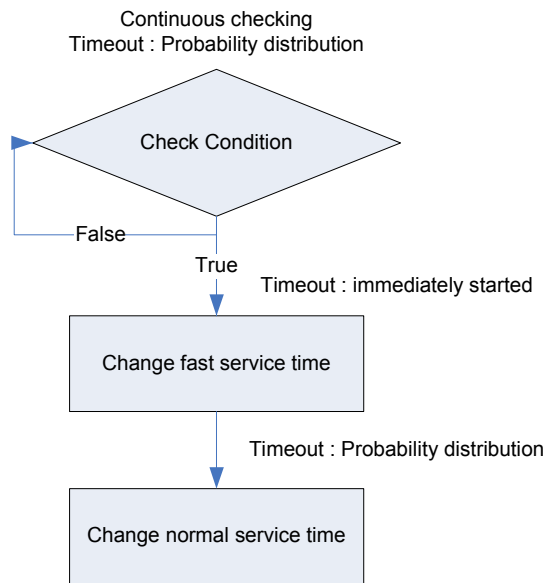 Continuous checking
Timeout : Probability distribution
Check Condition
False
True
Timeout : immediately started
Change fast service time
Timeout : Probability distribution
Change normal service time